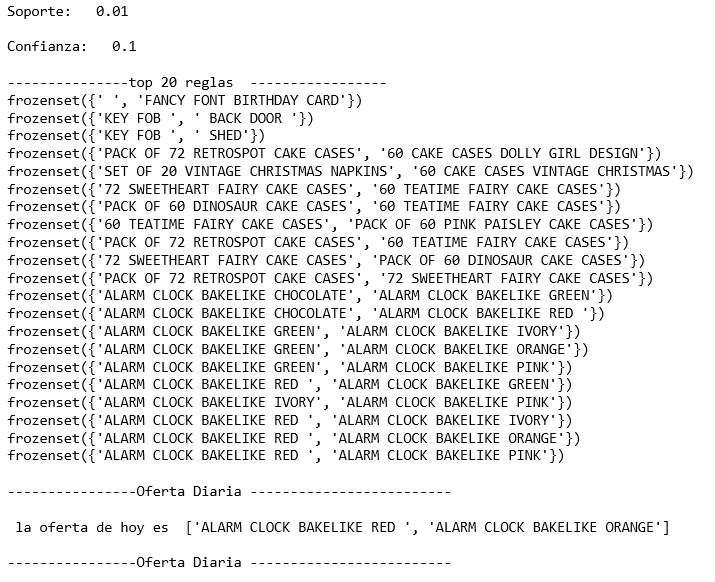 Soporte:   0.01
Confianza:   0.1
---------------top 20 reglas  -----------------
frozenset({' ', 'FANCY FONT BIRTHDAY CARD'})
frozenset({'KEY FOB ', ' BACK DOOR '})
frozenset({'KEY FOB ', ' SHED'})
frozenset({'PACK OF 72 RETROSPOT CAKE CASES', '60 CAKE CASES DOLLY GIRL DESIGN'})
frozenset({'SET OF 20 VINTAGE CHRISTMAS NAPKINS', '60 CAKE CASES VINTAGE CHRISTMAS'})
frozenset({'72 SWEETHEART FAIRY CAKE CASES', '60 TEATIME FAIRY CAKE CASES'})
frozenset({'PACK OF 60 DINOSAUR CAKE CASES', '60 TEATIME FAIRY CAKE CASES'})
frozenset({'60 TEATIME FAIRY CAKE CASES', 'PACK OF 60 PINK PAISLEY CAKE CASES'})
frozenset({'PACK OF 72 RETROSPOT CAKE CASES', '60 TEATIME FAIRY CAKE CASES'})
frozenset({'72 SWEETHEART FAIRY CAKE CASES', 'PACK OF 60 DINOSAUR CAKE CASES'})
frozenset({'PACK OF 72 RETROSPOT CAKE CASES', '72 SWEETHEART FAIRY CAKE CASES'})
frozenset({'ALARM CLOCK BAKELIKE CHOCOLATE', 'ALARM CLOCK BAKELIKE GREEN'})
frozenset({'ALARM CLOCK BAKELIKE CHOCOLATE', 'ALARM CLOCK BAKELIKE RED '})
frozenset({'ALARM CLOCK BAKELIKE GREEN', 'ALARM CLOCK BAKELIKE IVORY'})
frozenset({'ALARM CLOCK BAKELIKE GREEN', 'ALARM CLOCK BAKELIKE ORANGE'})
frozenset({'ALARM CLOCK BAKELIKE GREEN', 'ALARM CLOCK BAKELIKE PINK'})
frozenset({'ALARM CLOCK BAKELIKE RED ', 'ALARM CLOCK BAKELIKE GREEN'})
frozenset({'ALARM CLOCK BAKELIKE IVORY', 'ALARM CLOCK BAKELIKE PINK'})
frozenset({'ALARM CLOCK BAKELIKE RED ', 'ALARM CLOCK BAKELIKE IVORY'})
frozenset({'ALARM CLOCK BAKELIKE RED ', 'ALARM CLOCK BAKELIKE ORANGE'})
frozenset({'ALARM CLOCK BAKELIKE RED ', 'ALARM CLOCK BAKELIKE PINK'})
----------------Oferta Diaria -------------------------
la oferta de hoy es  ['ALARM CLOCK BAKELIKE RED ', 'ALARM CLOCK BAKELIKE ORANGE']
----------------Oferta Diaria -------------------------